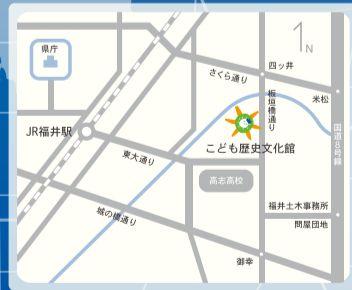 県庁
N
四ツ井
さくら通り
板垣橋通り
米松
国道8号線
JR福井駅
こども歴史文化館
東大通り
高志高校
城の橋通り
福井土木事務所
問屋団地
御幸